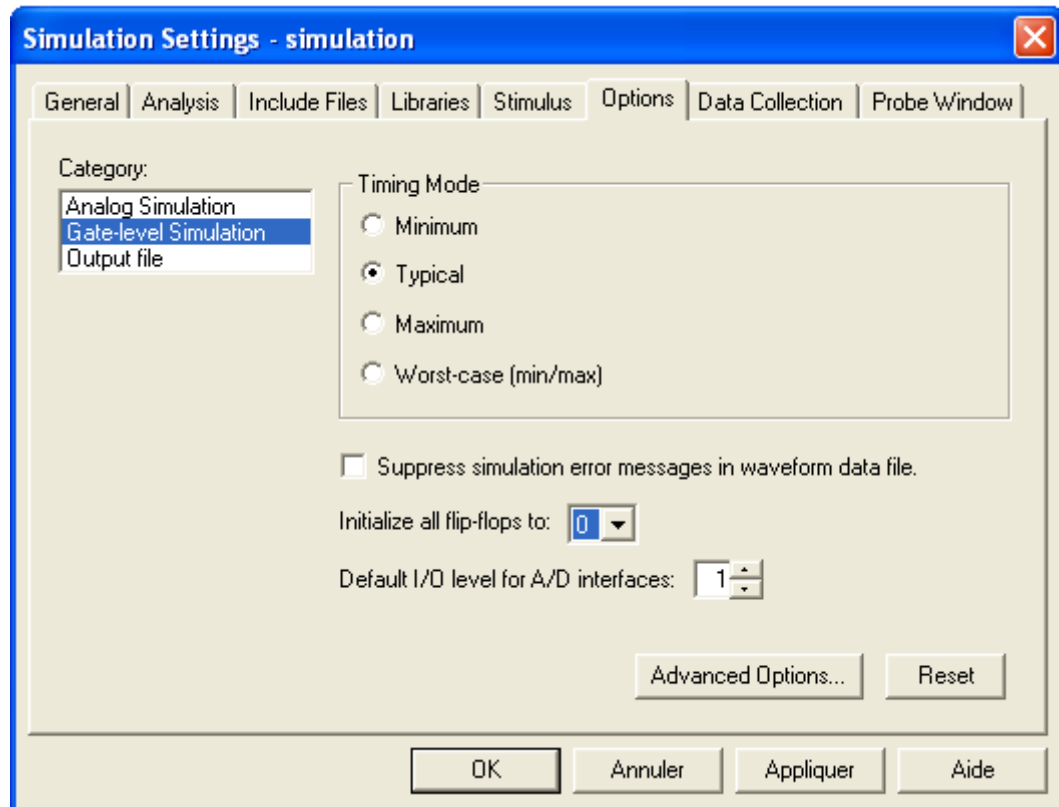 Simulation Settings - simulation
General Analysis Include Files Libraries Stimulus Options Data Collection Probe Window
Category:
Analog Simulation
Gate-level Simulation
Output file
Timing Mode
Minimum
Typical
Maximum
Worst-case (min/max)
Suppress simulation error messages in waveform data file.
Initialize all flip-flops to: 0
Default I/O level for A/D interfaces: 1
Advanced Options... Reset
OK Annuler Appliquer Aide